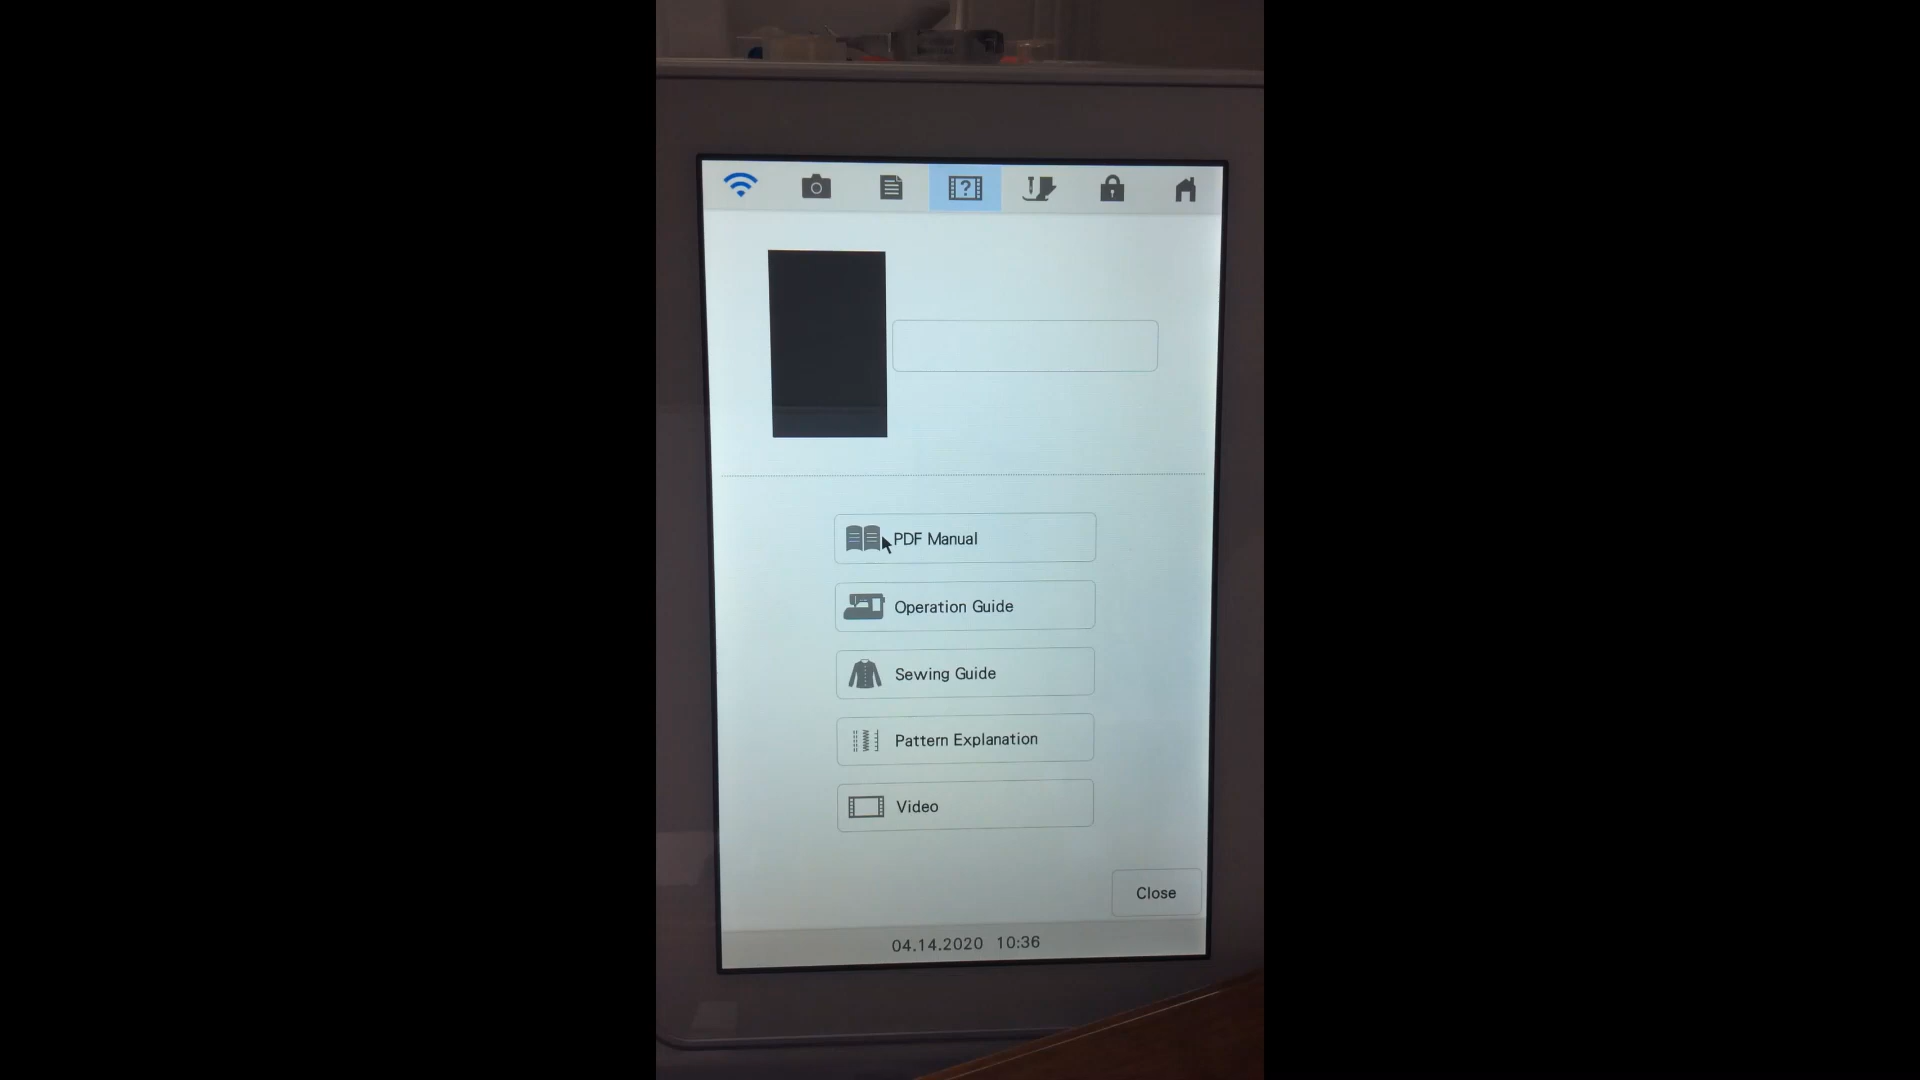 ?
PDF Manual
Operation Guide
Sewing Guide
Pattern Explanation
Video
Close
04.14.2020 10:36